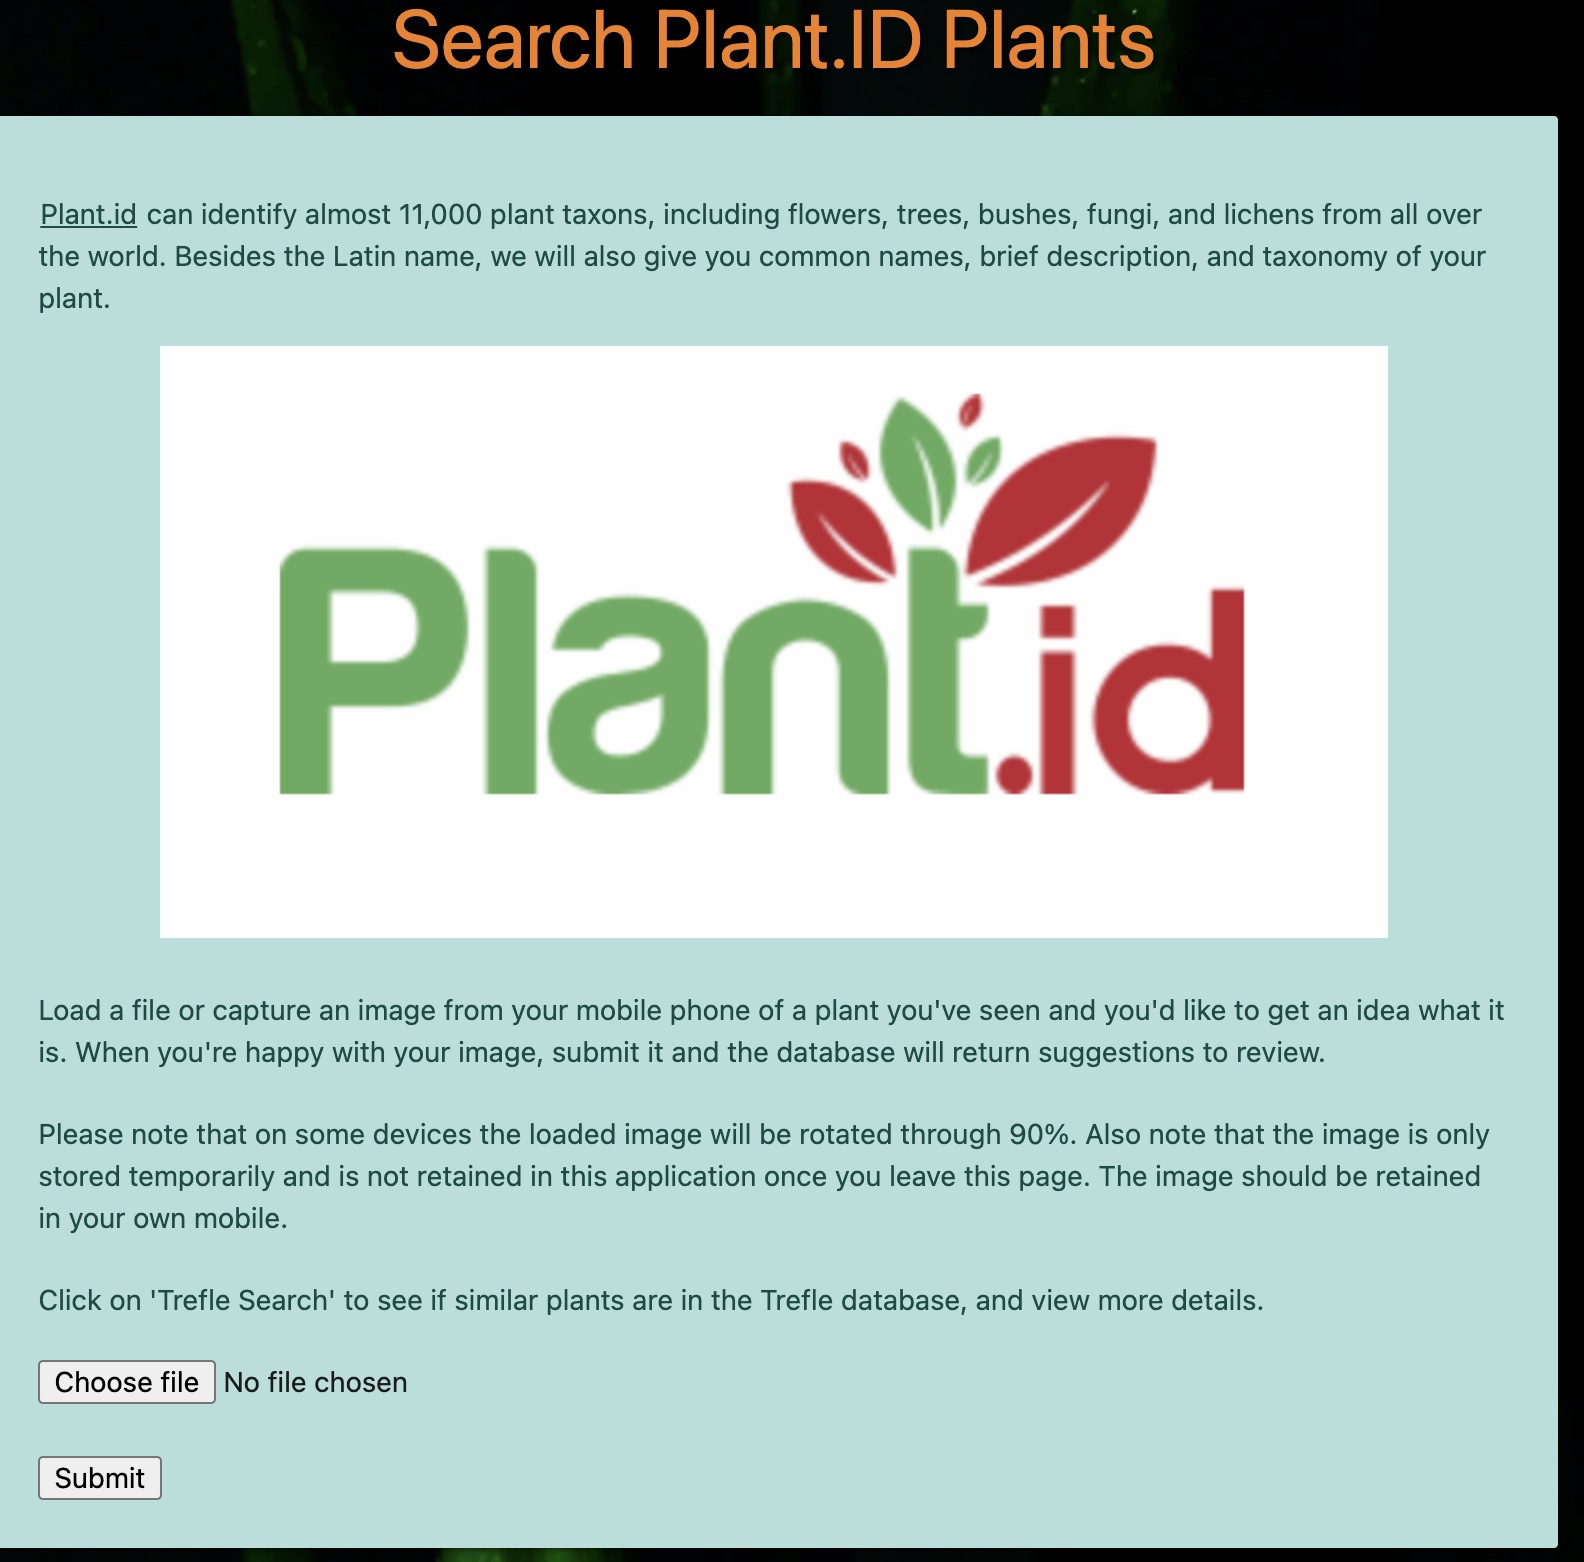 Search Plant.ID Plants
Plant.id can identify almost 11,000 plant taxons, including flowers, trees, bushes, fungi, and lichens from all over
the world. Besides the Latin name, we will also give you common names, brief description, and taxonomy of your
plant.
Plant.id
Load a file or capture an image from your mobile phone of a plant you've seen and you'd like to get an idea what it
is. When you're happy with your image, submit it and the database will return suggestions to review.
Please note that on some devices the loaded image will be rotated through 90%. Also note that the image is only
stored temporarily and is not retained in this application once you leave this page. The image should be retained
in your own mobile.
Click on 'Trefle Search' to see if similar plants are in the Trefle database, and view more details.
Choose file No file chosen
Submit